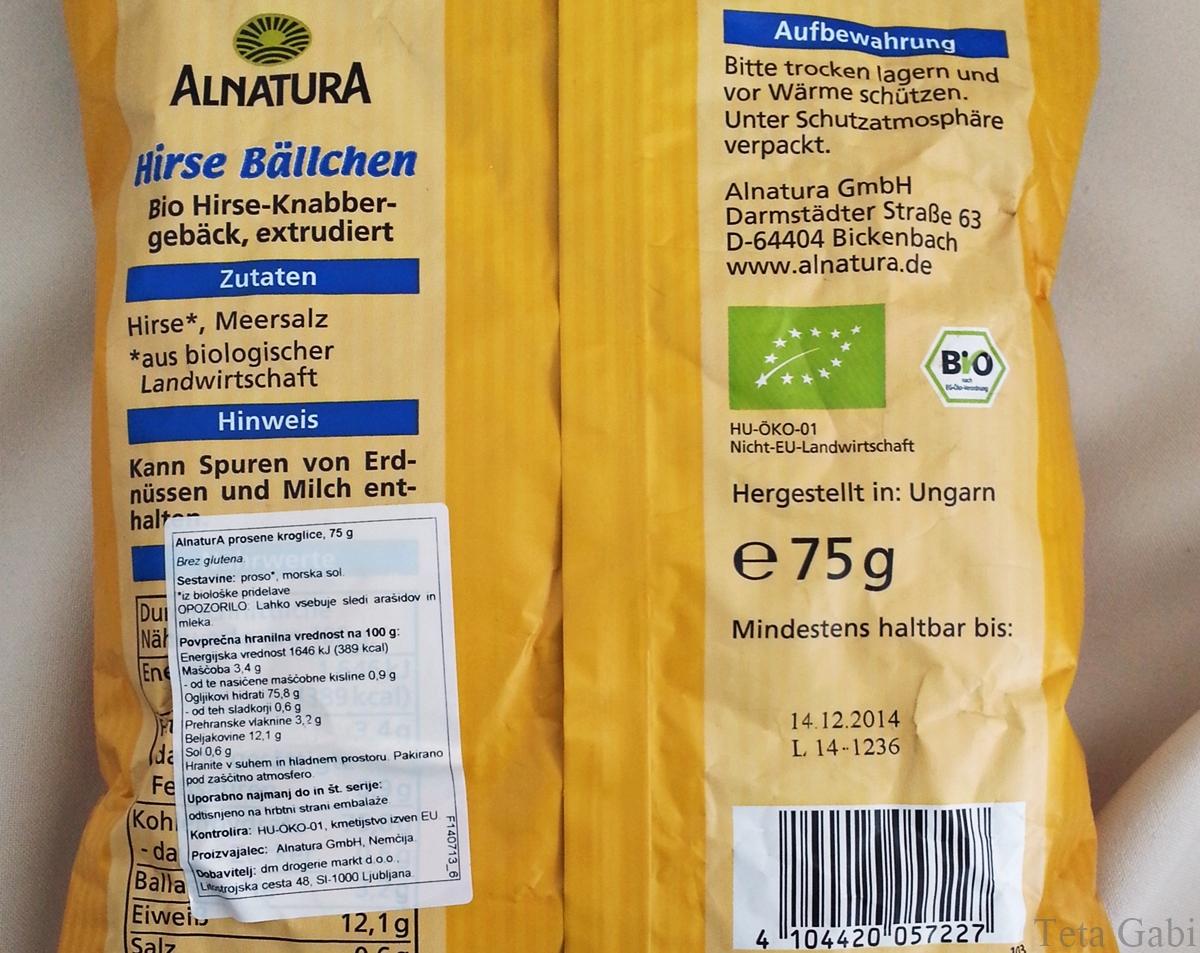 ALNATURA
Hirse Bällchen
Bio Hirse-Knabber-
gebäck, extrudiert
Zutaten
Hirse*, Meersalz
*aus biologischer
Landwirtschaft
Hinweis
Kann Spuren von Erd-
nüssen und Milch ent-
AlnaturA prosene kroglice, 75 g
Brez glutena.
Sestavine: proso*, morska sol.
*iz biološke pridelave
OPOZORILO: Lahko vsebuje sledi arašidov in
mleka.
Povprečna hranilna vrednost na 100 g:
Energijska vrednost 1646 kJ (389 kcal)
Maščoba 3,4 g
- od te nasičene maščobne kisline 0,9 g
Ogljikovi hidrati 75,8 g
- od teh sladkorji 0,6 g
Prehranske vlaknine 3,2 g
Beljakovine 12,1 g
Sol 0,6 g
Hranite v suhem in hladnem prostoru. Pakirano
pod zaščitno atmosfero.
Uporabno najmanj do in št. serije:
odtisnjeno na hrbtni strani embalaže.
Kontrolira: HU-ÖKO-01, kmetijstvo izven EU.
Proizvajalec: Alnatura GmbH, Nemčija.
Dobavitelj: dm drogerie markt d.o.o.,
Litostrojska cesta 48, SI-1000 Ljubljana.
F140713_6
12,1 g
Salz
Aufbewahrung
Bitte trocken lagern und
vor Wärme schützen.
Unter Schutzatmosphäre
verpackt.
Alnatura GmbH
Darmstädter Straße 63
D-64404 Bickenbach
www.alnatura.de
Bio
nach
EG-Öko-Verordnung
HU-ÖKO-01
Nicht-EU-Landwirtschaft
Hergestellt in: Ungarn
e 75g
Mindestens haltbar bis:
14.12.2014
L 14-1236
4 104420 057227
103
Teta Gabi